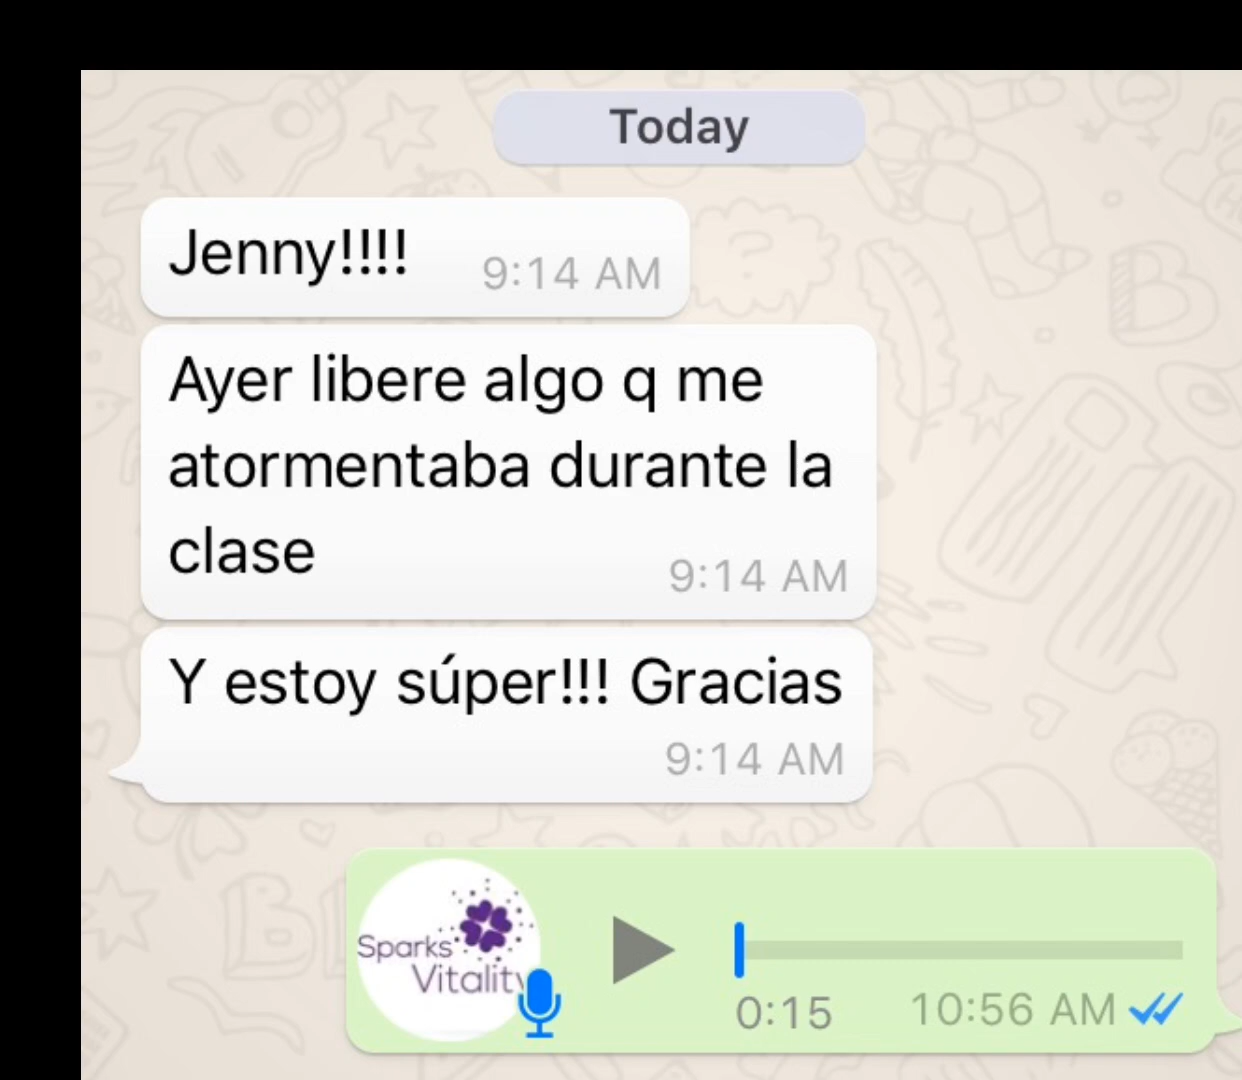 Today
Jenny!!!!
9:14 AM
Ayer libere algo q me
atormentaba durante la
clase
9:14 AM
Y estoy súper!!! Gracias
9:14 AM
Sparks
Vitality
0:15
10:56 AM